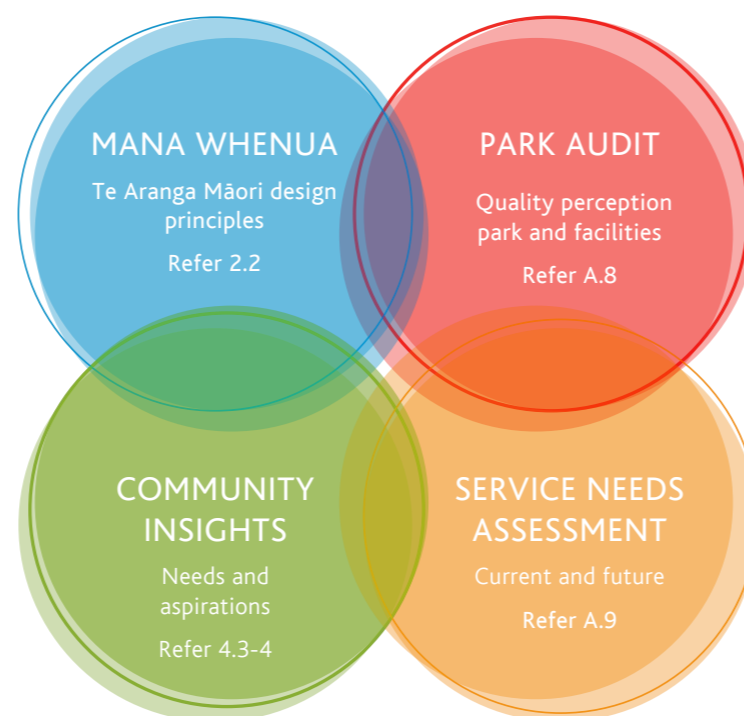 MANA WHENUA
Te Aranga Māori design
principles
Refer 2.2
PARK AUDIT
Quality perception
park and facilities
Refer A.8
COMMUNITY
INSIGHTS
Needs and
aspirations
Refer 4.3-4
SERVICE NEEDS
ASSESSMENT
Current and future
Refer A.9